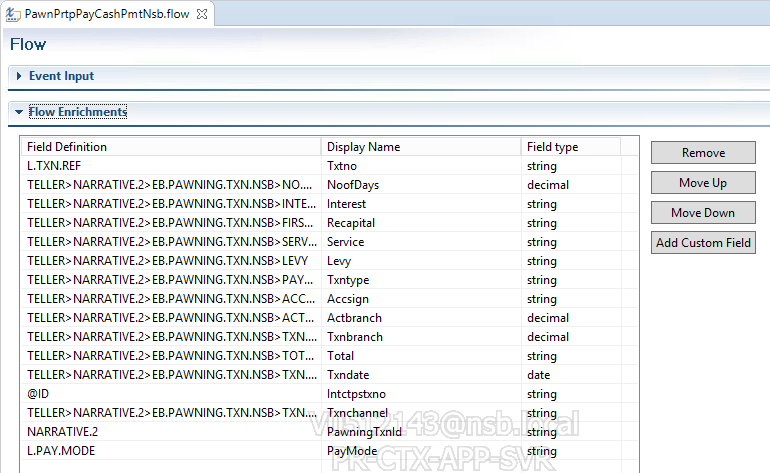 PawnPrtpPayCashPmtNsb.flow
Flow
Event Input
Flow Enrichments
Field Definition Display Name Field type
L.TXN.REF Txtno string
TELLER>NARRATIVE.2>EB.PAWNING.TXN.NSB>NO.... NoofDays decimal
TELLER>NARRATIVE.2>EB.PAWNING.TXN.NSB>INTE... Interest string
TELLER>NARRATIVE.2>EB.PAWNING.TXN.NSB>FIRS... Recapital string
TELLER>NARRATIVE.2>EB.PAWNING.TXN.NSB>SERV... Service string
TELLER>NARRATIVE.2>EB.PAWNING.TXN.NSB>LEVY Levy string
TELLER>NARRATIVE.2>EB.PAWNING.TXN.NSB>PAY... Txntype string
TELLER>NARRATIVE.2>EB.PAWNING.TXN.NSB>ACC... Accsign string
TELLER>NARRATIVE.2>EB.PAWNING.TXN.NSB>ACT... Actbranch decimal
TELLER>NARRATIVE.2>EB.PAWNING.TXN.NSB>TXN.... Txnbranch decimal
TELLER>NARRATIVE.2>EB.PAWNING.TXN.NSB>TOT... Total string
TELLER>NARRATIVE.2>EB.PAWNING.TXN.NSB>TXN.... Txndate date
@ID Intctpstxno string
TELLER>NARRATIVE.2>EB.PAWNING.TXN.NSB>TXN.... Txnchannel string
NARRATIVE.2 PawningTxnId string
L.PAY.MODE PayMode string
Remove
Move Up
Move Down
Add Custom Field
PR-CTX-APP-SVR